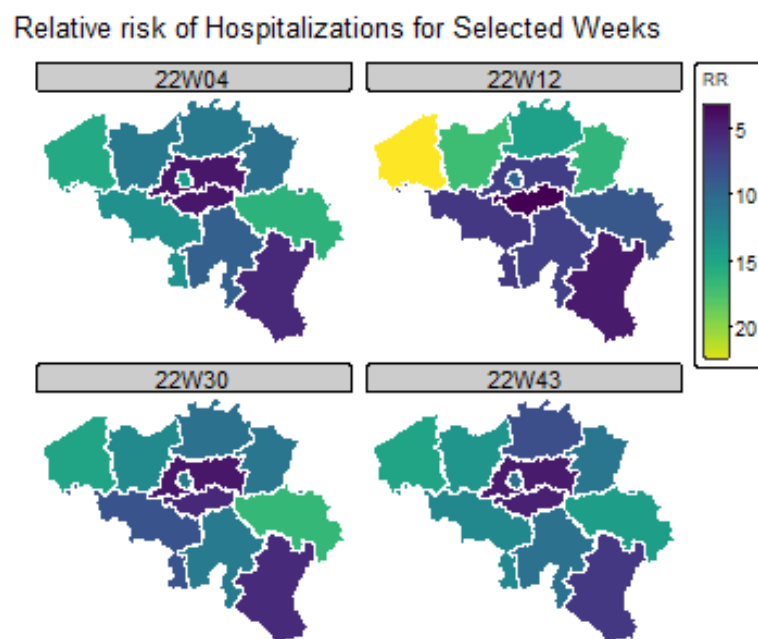 Relative risk of Hospitalizations for Selected Weeks
22W04
22W12
RR
5
10
15
20
22W30
22W43